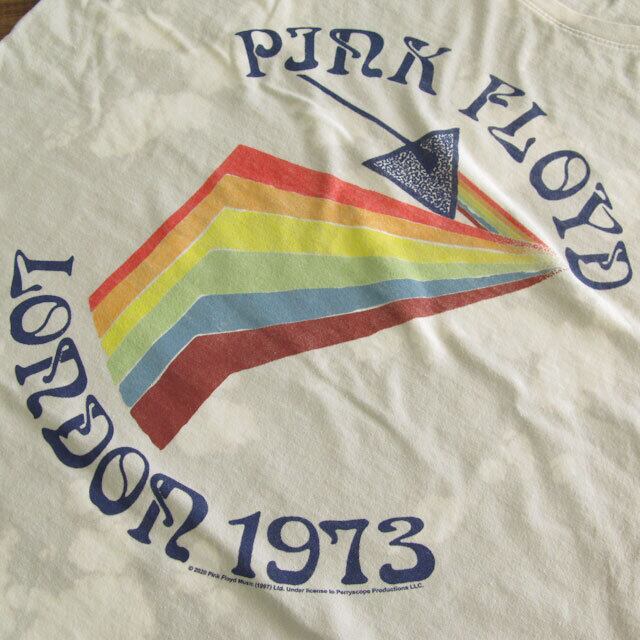 PINK FLOYD
LONDON 1973
© 2020 Pink Floyd Music (1987) Ltd. Under license to Perryscope Productions LLC.